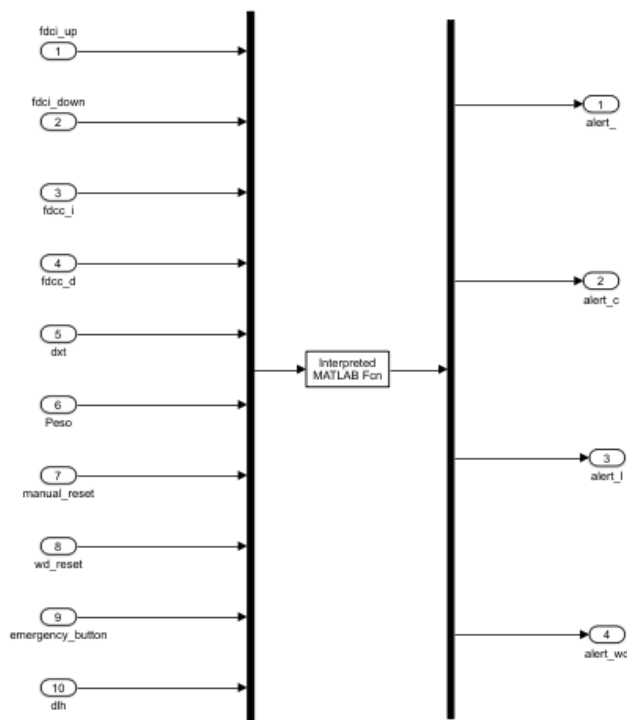 fdci_up
1
fdci_down
2
3
fdcc_i
4
fdcc_d
5
dxt
6
Peso
7
manual_reset
8
wd_reset
9
emergency_button
10
dlh
Interpreted
MATLAB Fcn
1
alert_
2
alert_c
3
alert_l
4
alert_wd